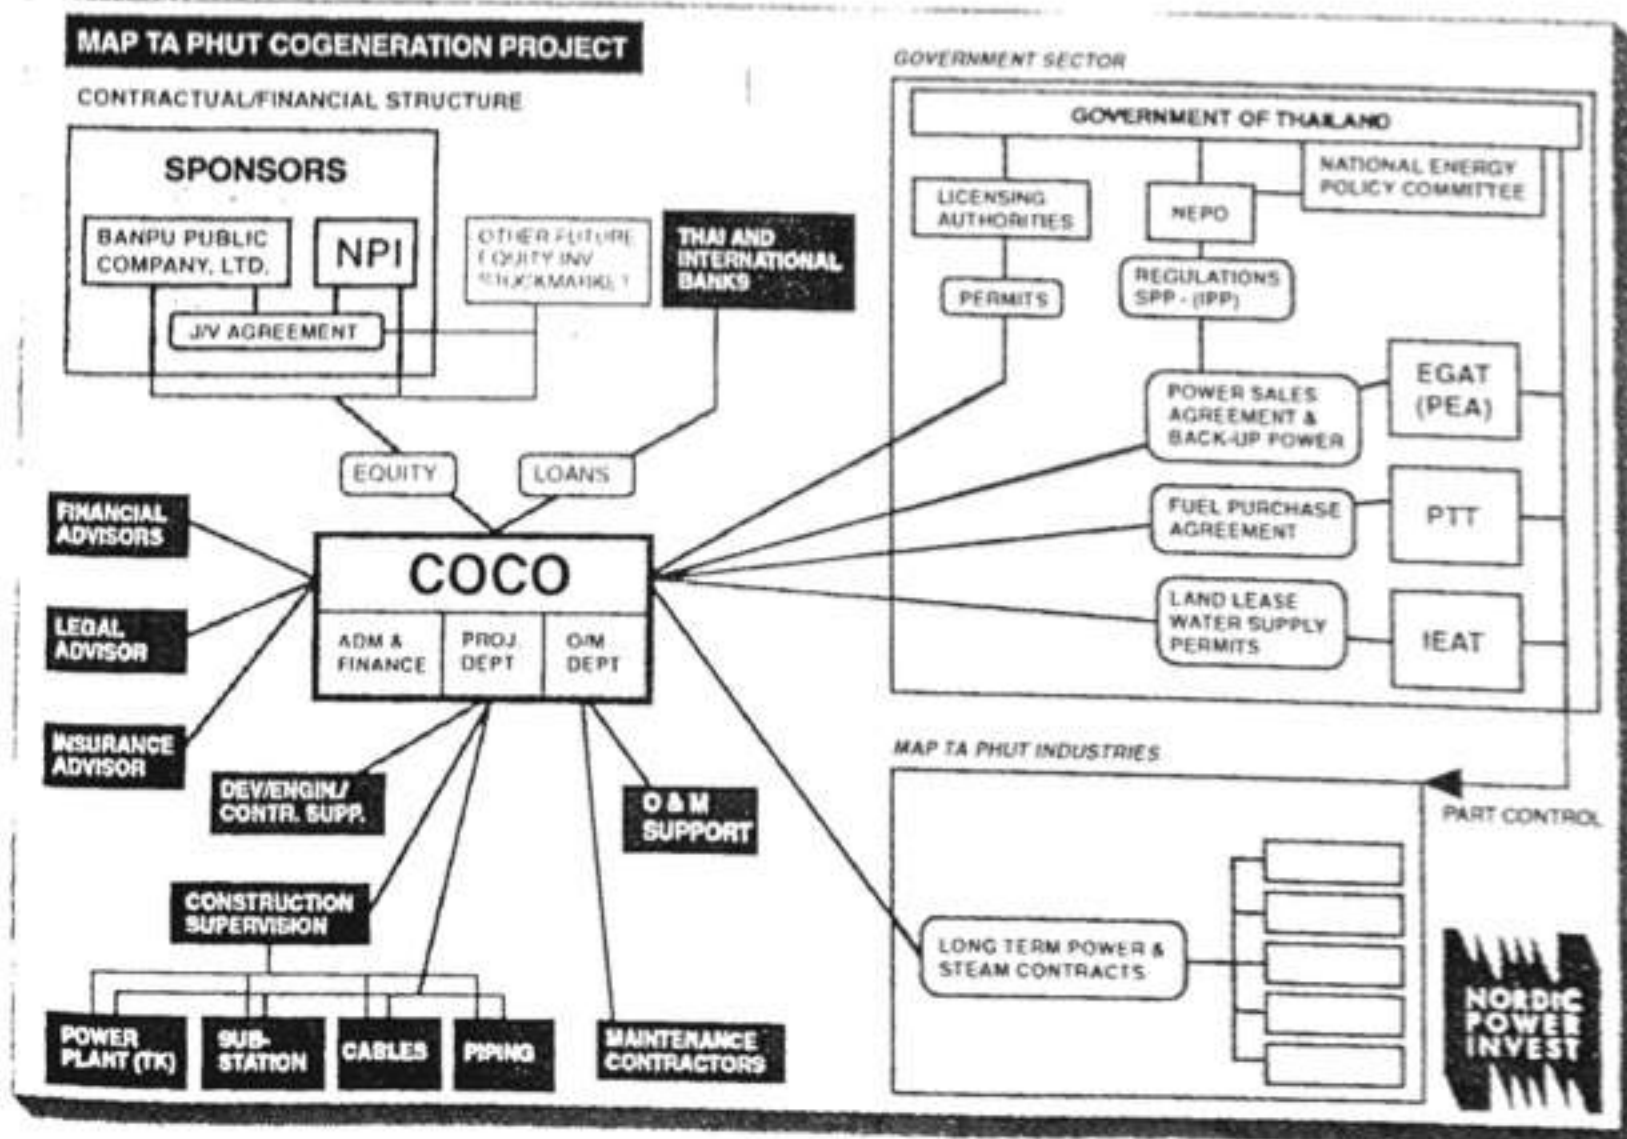 MAP TA PHUT COGENERATION PROJECT
CONTRACTUAL/FINANCIAL STRUCTURE
SPONSORS
BANPU PUBLIC
COMPANY, LTD.
NPI
J/V AGREEMENT
OTHER FUTURE
EQUITY INV
STOCKMARKET
THAI AND
INTERNATIONAL
BANKS
EQUITY
LOANS
FINANCIAL
ADVISORS
LEGAL
ADVISOR
INSURANCE
ADVISOR
COCO
ADM &
FINANCE
PROJ.
DEPT
O/M
DEPT
DEV/ENGIN./
CONTR. SUPP.
O & M
SUPPORT
CONSTRUCTION
SUPERVISION
POWER
PLANT (TK)
SUB-
STATION
CABLES
PIPING
MAINTENANCE
CONTRACTORS
GOVERNMENT SECTOR
GOVERNMENT OF THAILAND
LICENSING
AUTHORITIES
NEPO
NATIONAL ENERGY
POLICY COMMITTEE
PERMITS
REGULATIONS
SPP - (IPP)
POWER SALES
AGREEMENT &
BACK-UP POWER
EGAT
(PEA)
FUEL PURCHASE
AGREEMENT
PTT
LAND LEASE
WATER SUPPLY
PERMITS
IEAT
MAP TA PHUT INDUSTRIES
PART CONTROL
LONG TERM POWER &
STEAM CONTRACTS
NORDIC
POWER
INVEST